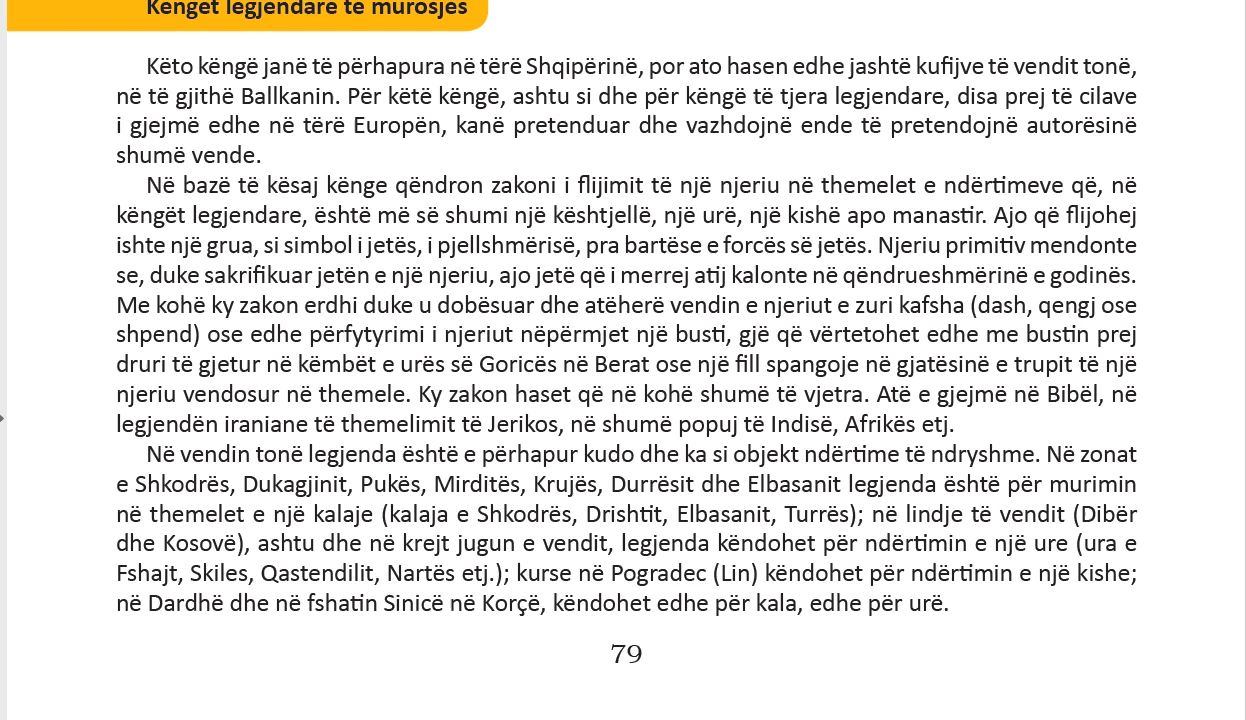 Këngët legjendare të murosjes
Këto këngë janë të përhapura në tërë Shqipërinë, por ato hasen edhe jashtë kufijve të vendit tonë,
në të gjithë Ballkanin. Për këtë këngë, ashtu si dhe për këngë të tjera legjendare, disa prej të cilave
i gjejmë edhe në tërë Europën, kanë pretenduar dhe vazhdojnë ende të pretendojnë autorësinë
shumë vende.
Në bazë të kësaj kënge qëndron zakoni i flijimit të një njeriu në themelet e ndërtimeve që, në
këngët legjendare, është më së shumi një kështjellë, një urë, një kishë apo manastir. Ajo që flijohej
ishte një grua, si simbol i jetës, i pjellshmërisë, pra bartëse e forcës së jetës. Njeriu primitiv mendonte
se, duke sakrifikuar jetën e një njeriu, ajo jetë që i merrej atij kalonte në qëndrueshmërinë e godinës.
Me kohë ky zakon erdhi duke u dobësuar dhe atëherë vendin e njeriut e zuri kafsha (dash, qengj ose
shpend) ose edhe përfytyrimi i njeriut nëpërmjet një busti, gjë që vërtetohet edhe me bustin prej
druri të gjetur në këmbët e urës së Goricës në Berat ose një fill spangoje në gjatësinë e trupit të një
njeriu vendosur në themele. Ky zakon haset që në kohë shumë të vjetra. Atë e gjejmë në Bibël, në
legjendën iraniane të themelimit të Jerikos, në shumë popuj të Indisë, Afrikës etj.
Në vendin tonë legjenda është e përhapur kudo dhe ka si objekt ndërtime të ndryshme. Në zonat
e Shkodrës, Dukagjinit, Pukës, Mirditës, Krujës, Durrësit dhe Elbasanit legjenda është për murimin
në themelet e një kalaje (kalaja e Shkodrës, Drishtit, Elbasanit, Turrës); në lindje të vendit (Dibër
dhe Kosovë), ashtu dhe në krejt jugun e vendit, legjenda këndohet për ndërtimin e një ure (ura e
Fshajt, Skiles, Qastendilit, Nartës etj.); kurse në Pogradec (Lin) këndohet për ndërtimin e një kishe;
në Dardhë dhe në fshatin Sinicë në Korçë, këndohet edhe për kala, edhe për urë.
79